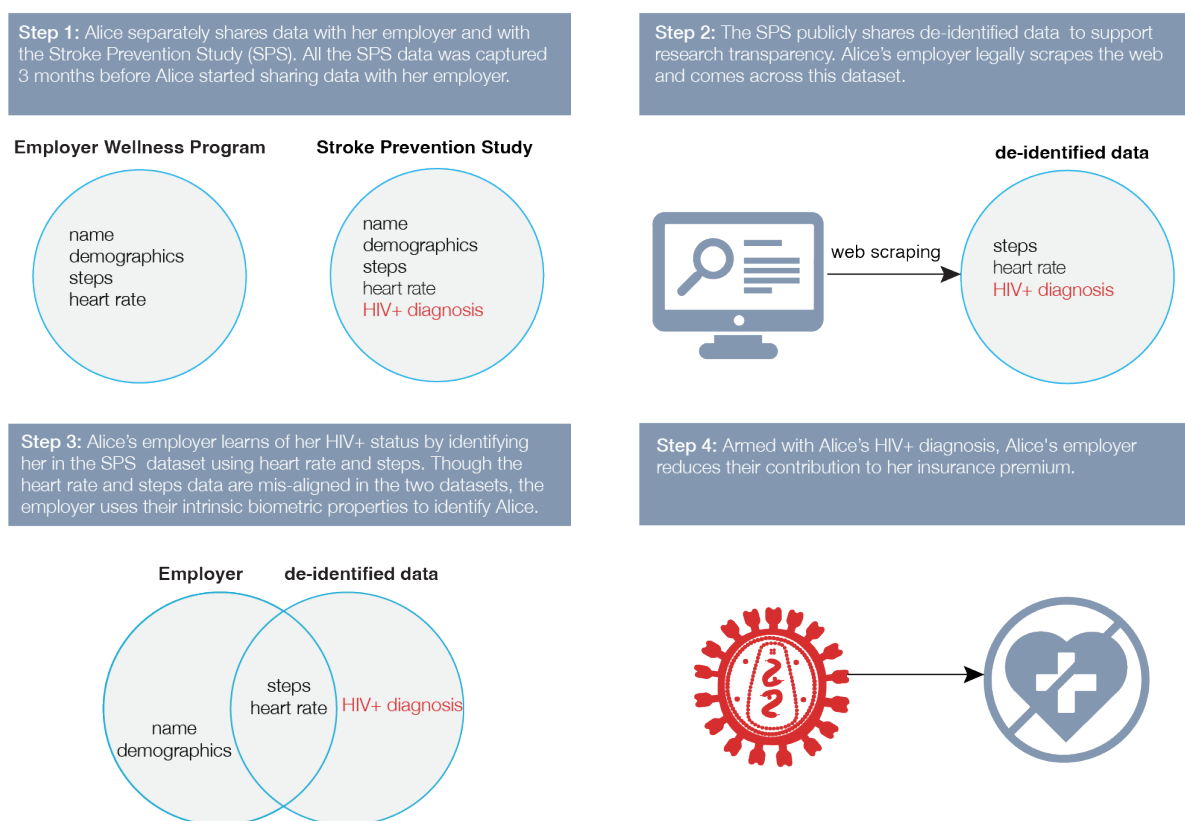 Step 1: Alice separately shares data with her employer and with
the Stroke Prevention Study (SPS). All the SPS data was captured
3 months before Alice started sharing data with her employer.
Employer Wellness Program
name
demographics
steps
heart rate
Stroke Prevention Study
name
demographics
steps
heart rate
HIV+ diagnosis
Step 2: The SPS publicly shares de-identified data to support
research transparency. Alice’s employer legally scrapes the web
and comes across this dataset.
web scraping
de-identified data
steps
heart rate
HIV+ diagnosis
Step 3: Alice’s employer learns of her HIV+ status by identifying
her in the SPS dataset using heart rate and steps. Though the
heart rate and steps data are mis-aligned in the two datasets, the
employer uses their intrinsic biometric properties to identify Alice.
Employer
de-identified data
name
demographics
steps
heart rate
HIV+ diagnosis
Step 4: Armed with Alice’s HIV+ diagnosis, Alice's employer
reduces their contribution to her insurance premium.